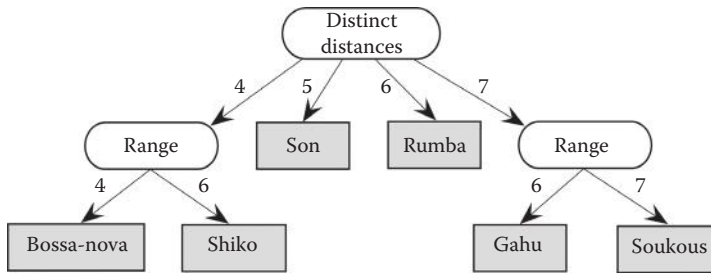 Distinct
distances
4
5
6
7
Range
Son
Rumba
Range
4
6
6
7
Bossa-nova
Shiko
Gahu
Soukous